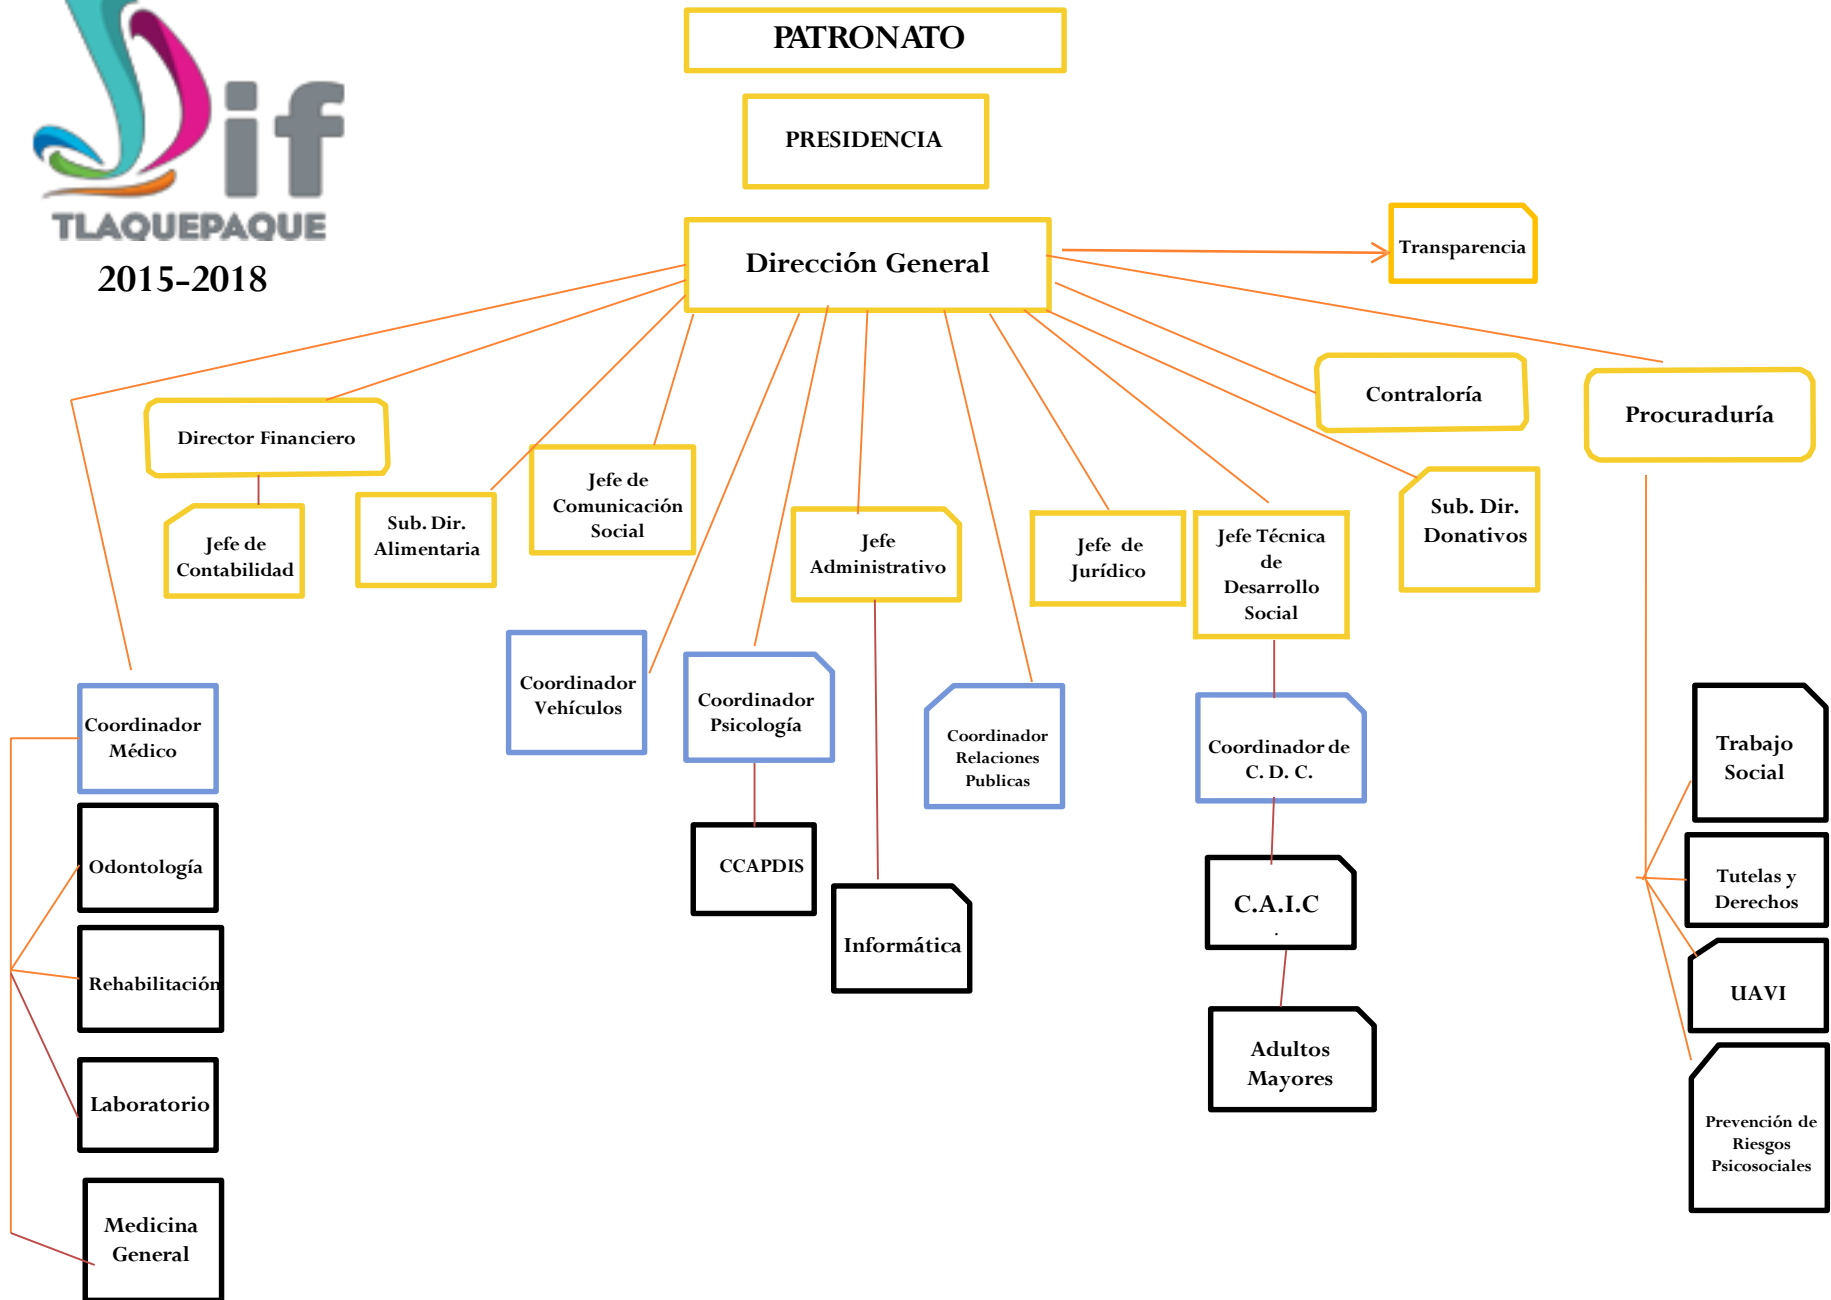 PATRONATO
PRESIDENCIA
Dif
TLAQUEPAQUE
2015-2018
Dirección General
Transparencia
Contraloría
Procuraduría
Director Financiero
Jefe de
Contabilidad
Sub. Dir.
Alimentaria
Jefe de
Comunicación
Social
Jefe
Administrativo
Jefe de
Jurídico
Jefe Técnica
de
Desarrollo
Social
Sub. Dir.
Donativos
Coordinador
Médico
Coordinador
Vehículos
Coordinador
Psicología
Coordinador
Relaciones
Publicas
Coordinador de
C. D. C.
Trabajo
Social
Odontología
CCAPDIS
Informática
C.A.I.C
.
Tutelas y
Derechos
Rehabilitación
UAVI
Adultos
Mayores
Laboratorio
Prevención de
Riesgos
Psicosociales
Medicina
General